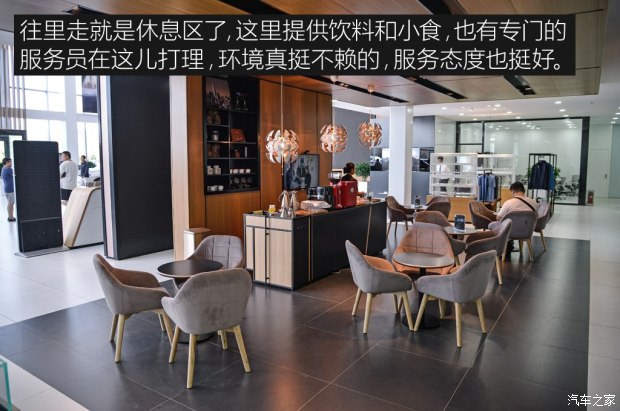 往里走就是休息区了,这里提供饮料和小食,也有专门的
服务员在这儿打理,环境真挺不赖的,服务态度也挺好。
汽车之家